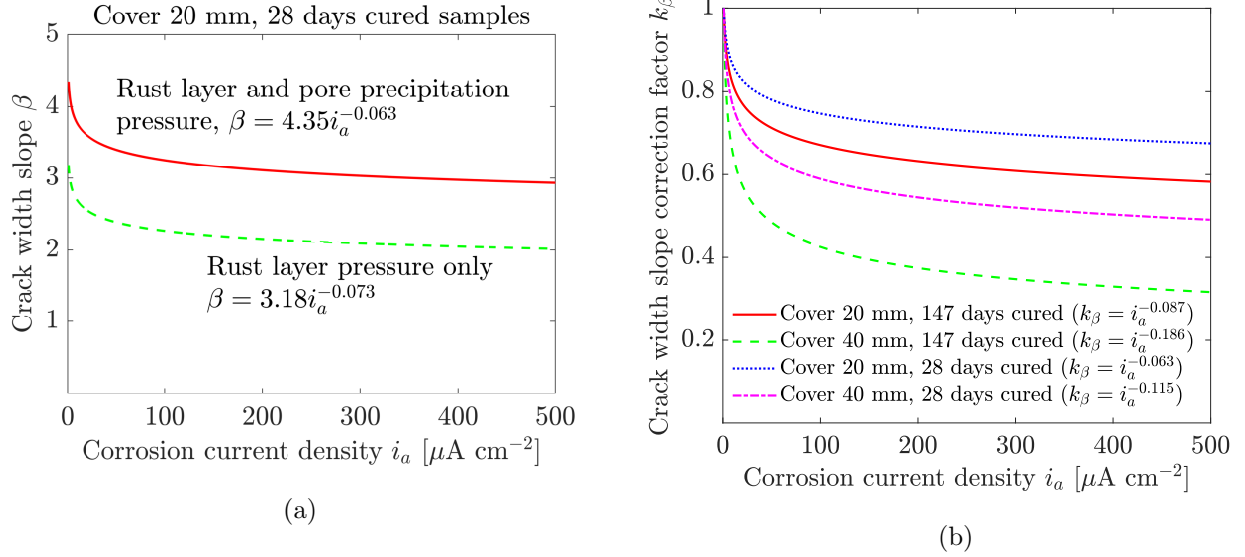 Cover 20 mm, 28 days cured samples
5
4
3
2
1
0 100 200 300 400 500
Crack width slope β
Rust layer and pore precipitation
pressure, β = 4.35i_a^{-0.063}
Rust layer pressure only
β = 3.18i_a^{-0.073}
Corrosion current density i_a [μA cm^{-2}]
(a)
1
0.8
0.6
0.4
0.2
0 100 200 300 400 500
Crack width slope correction factor k_β
Cover 20 mm, 147 days cured (k_β = i_a^{-0.087})
Cover 40 mm, 147 days cured (k_β = i_a^{-0.186})
Cover 20 mm, 28 days cured (k_β = i_a^{-0.063})
Cover 40 mm, 28 days cured (k_β = i_a^{-0.115})
Corrosion current density i_a [μA cm^{-2}]
(b)